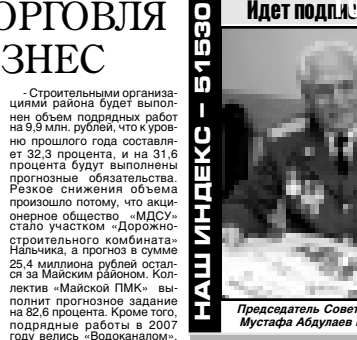 ОРГОВЛЯ
ЗНЕС
- Строительными организа-
циями района будет выпол-
нен объем подрядных работ
на 9,9 млн. рублей, что к уров-
ню прошлого года составля-
ет 32,3 процента, и на 31,6
процента будут выполнены
прогнозные обязательства.
Резкое снижения объема
произошло потому, что акци-
онерное общество «МДСУ»
стало участком «Дорожно-
строительного комбината»
Нальчика, а прогноз в сумме
25,4 миллиона рублей остал-
ся за Майским районом. Кол-
лектив «Майской ПМК» вы-
полнит прогнозное задание
на 82,6 процента. Кроме того,
подрядные работы в 2007
году велись «Водоканалом»,
НАШ ИНДЕКС – 51530
Идет
Председатель Совет
Мустафа Абдулаев